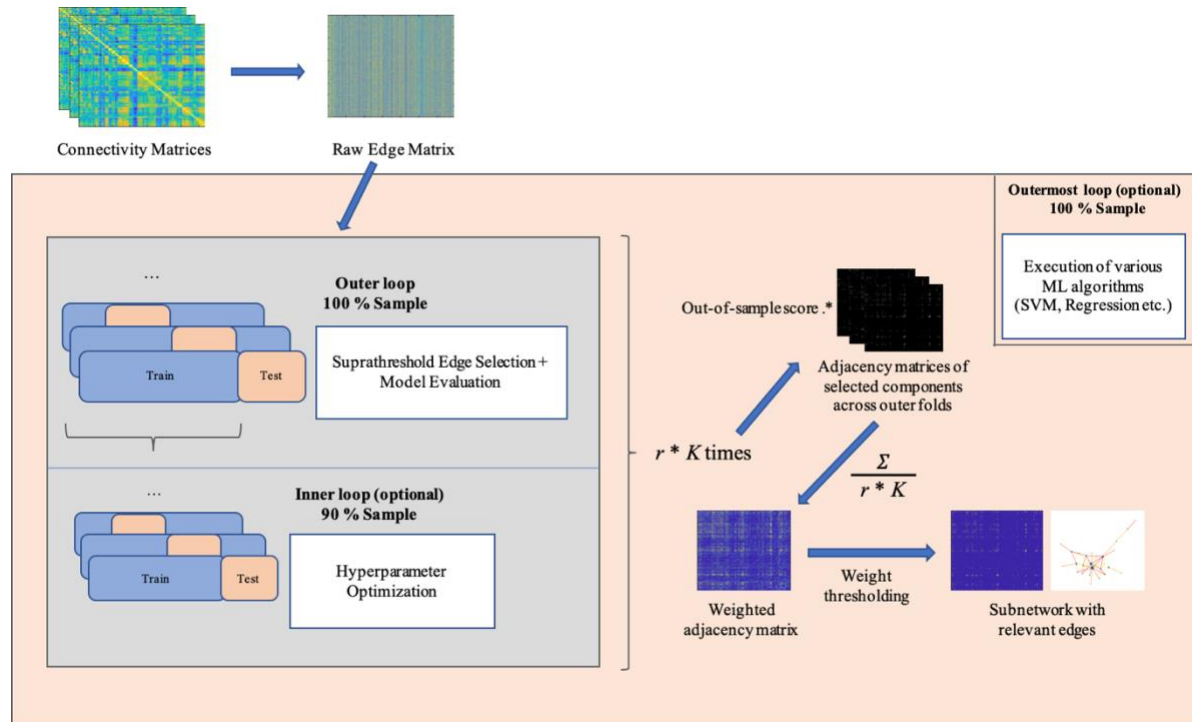 Connectivity Matrices
Raw Edge Matrix
Outermost loop (optional)
100 % Sample
Execution of various
ML algorithms
(SVM, Regression etc.)
...
Outer loop
100 % Sample
Train
Test
Suprathreshold Edge Selection +
Model Evaluation
...
Inner loop (optional)
90 % Sample
Train
Test
Hyperparameter
Optimization
r * K times
Out-of-sample score .*
Adjacency matrices of
selected components
across outer folds
Σ
r * K
Weighted
adjacency matrix
Weight
thresholding
Subnetwork with
relevant edges